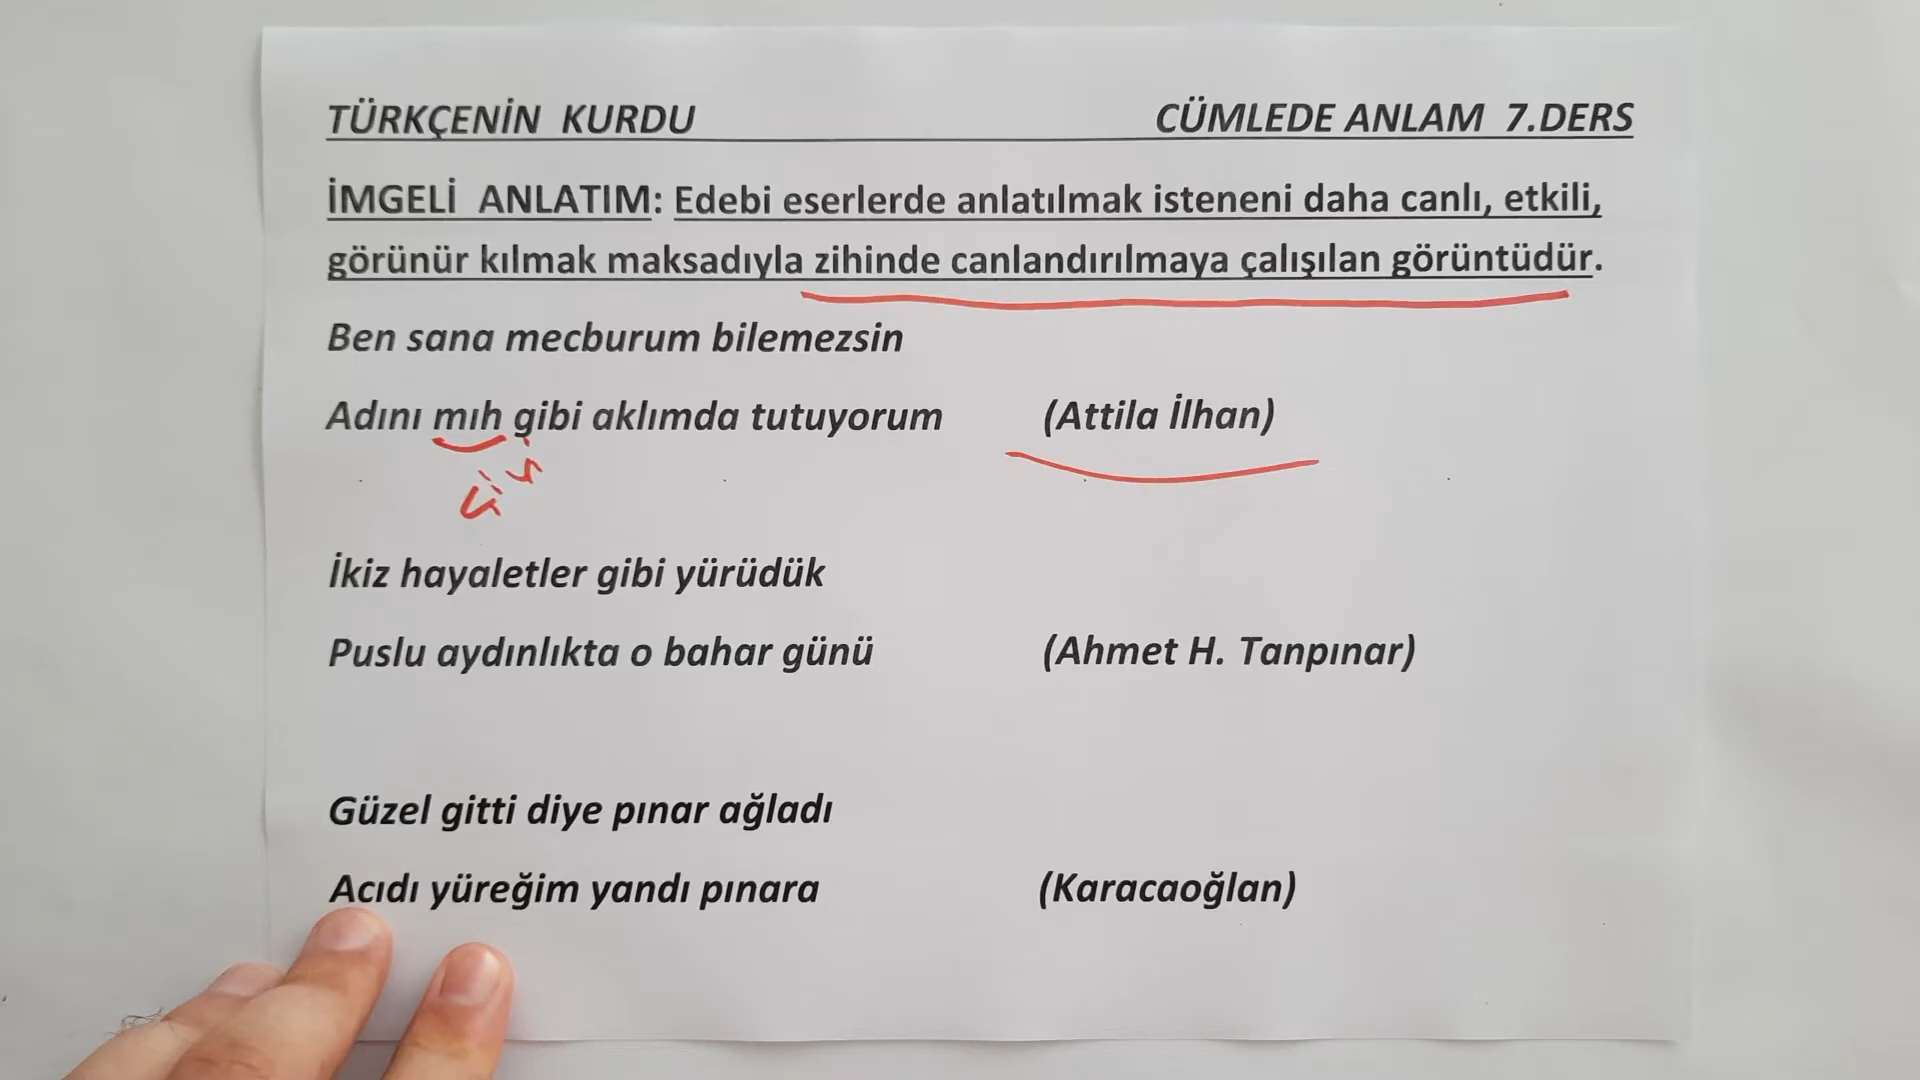 TÜRKÇENİN KURDU CÜMLEDE ANLAM 7.DERS
İMGELİ ANLATIM: Edebi eserlerde anlatılmak isteneni daha canlı, etkili,
görünür kılmak maksadıyla zihinde canlandırılmaya çalışılan görüntüdür.
Ben sana mecburum bilemezsin
Adını mıh gibi aklımda tutuyorum (Attila İlhan)
İkiz hayaletler gibi yürüdük
Puslu aydınlıkta o bahar günü (Ahmet H. Tanpınar)
Güzel gitti diye pınar ağladı
Acıdı yüreğim yandı pınara (Karacaoğlan)